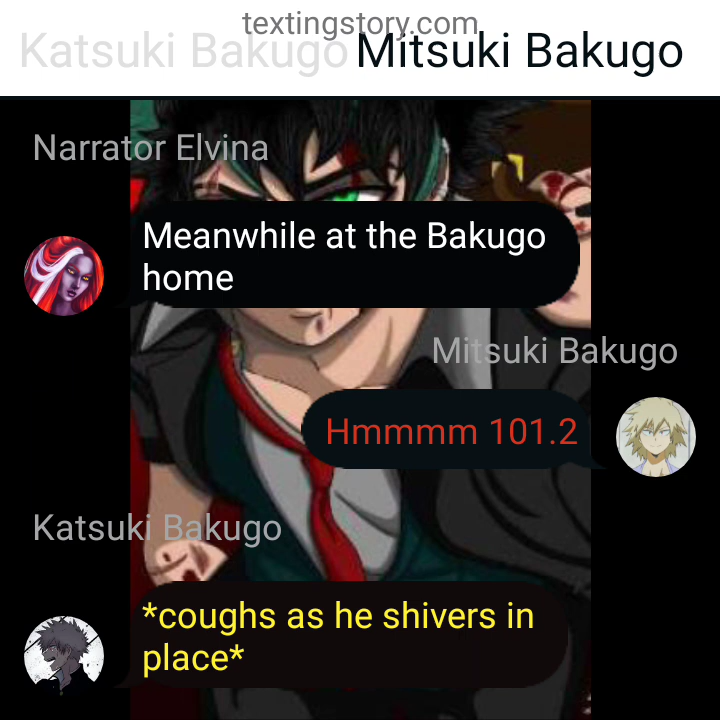 textingstory.com
Katsuki Bakugo Mitsuki Bakugo
Narrator Elvina
Meanwhile at the Bakugo
home
Mitsuki Bakugo
Hmmmm 101.2
Katsuki Bakugo
*coughs as he shivers in
place*